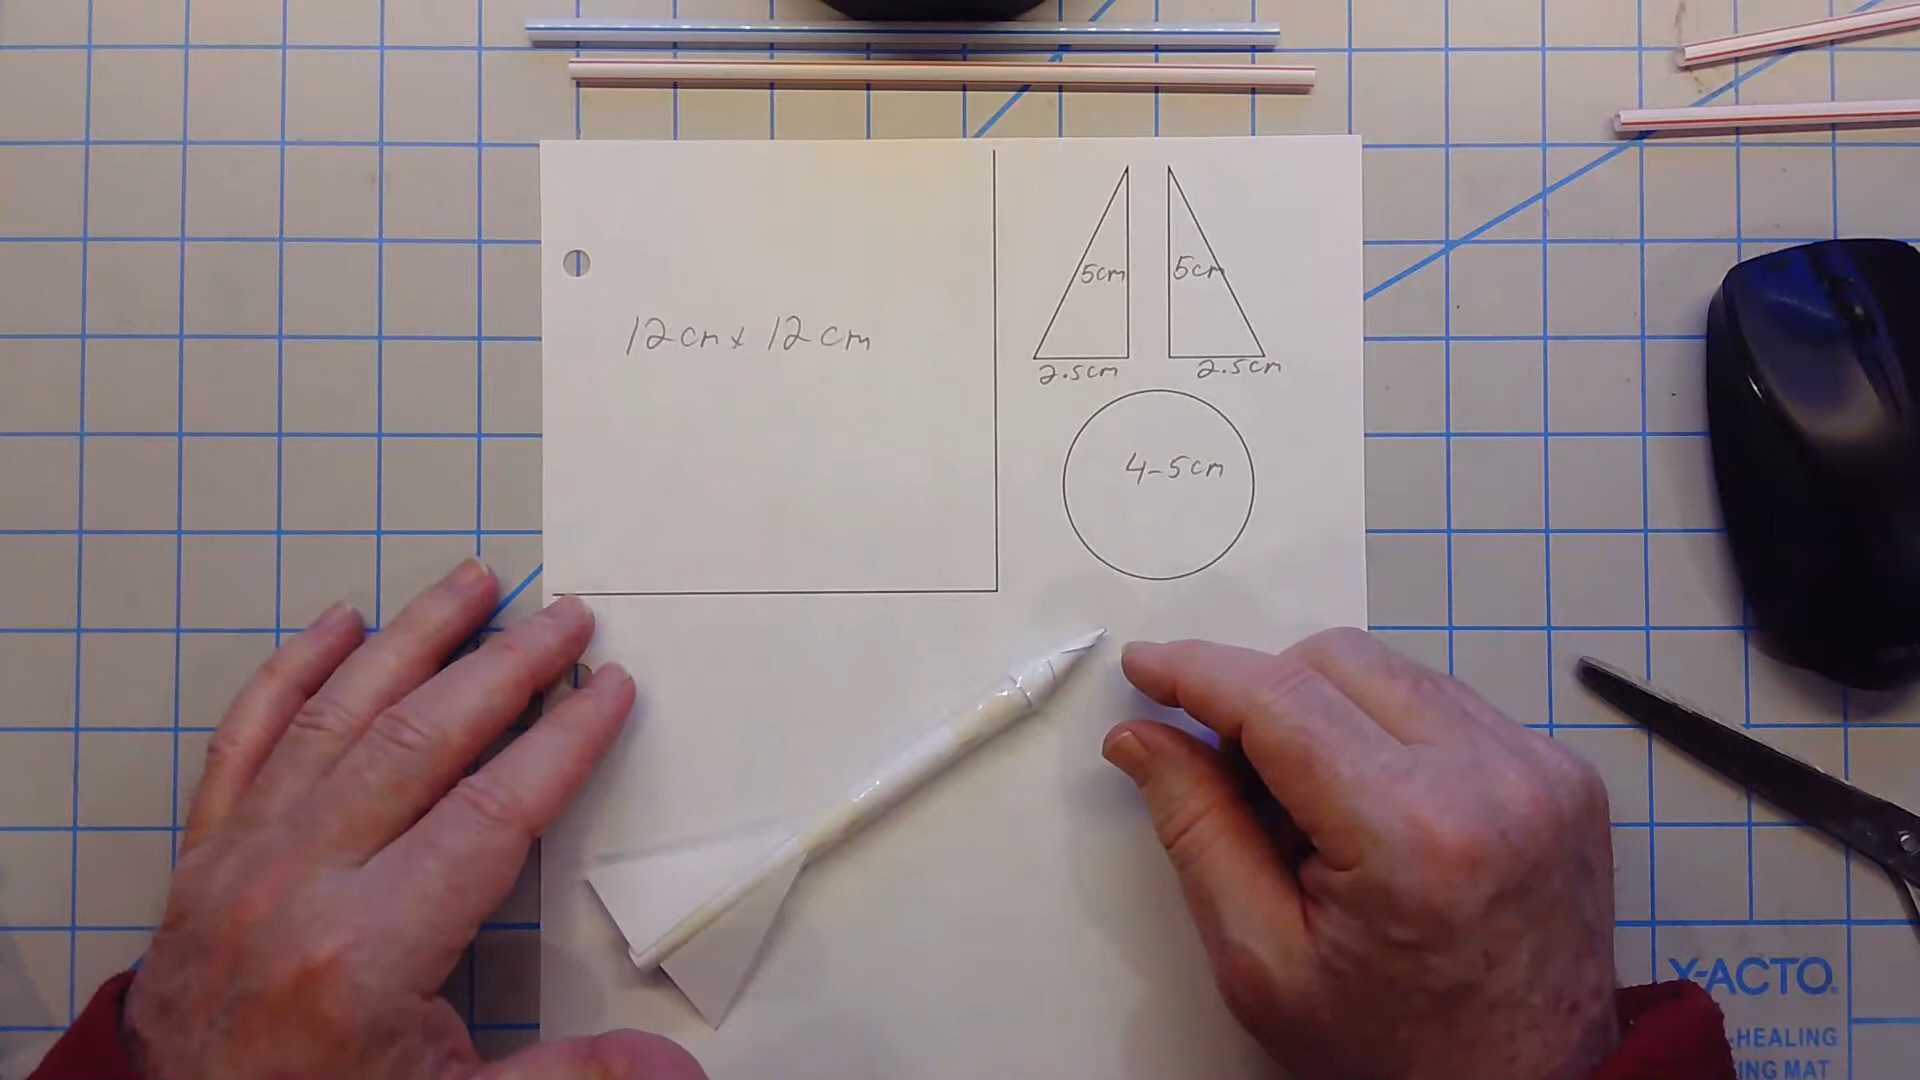 12cm x 12cm
5cm
5cm
2.5cm
2.5cm
4-5cm
X-ACTO®
-HEALING
ING MAT